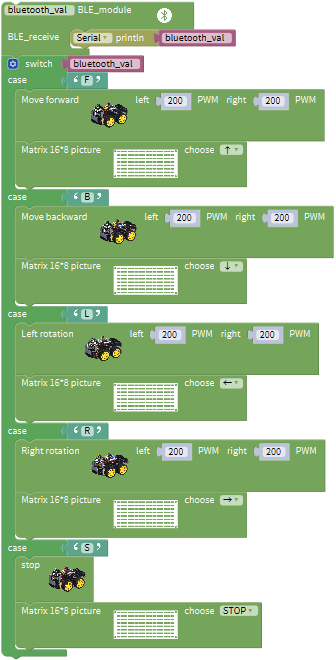 bluetooth_val BLE_module
BLE_receive Serial println bluetooth_val
switch bluetooth_val
case ‘ F ’
Move forward left 200 PWM right 200 PWM
Matrix 16*8 picture choose ↑
case ‘ B ’
Move backward left 200 PWM right 200 PWM
Matrix 16*8 picture choose ↓
case ‘ L ’
Left rotation left 200 PWM right 200 PWM
Matrix 16*8 picture choose ←
case ‘ R ’
Right rotation left 200 PWM right 200 PWM
Matrix 16*8 picture choose →
case ‘ S ’
stop
Matrix 16*8 picture choose STOP